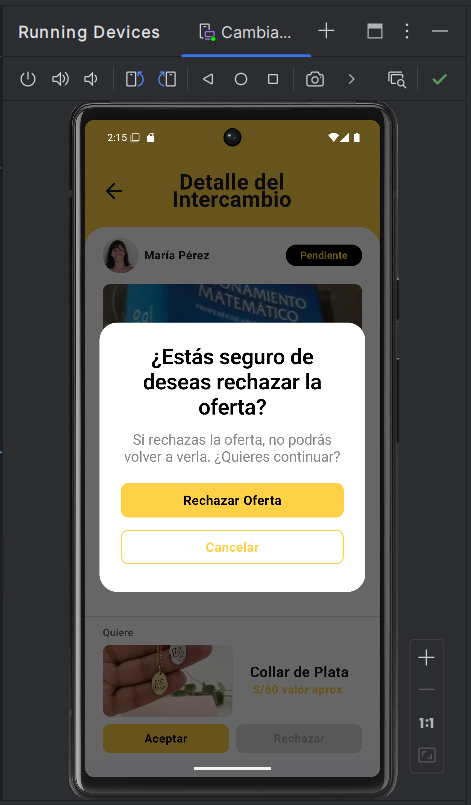 Running Devices
Cambia...
2:15
Detalle del
Intercambio
María Pérez
Pendiente
MATEMÁTICO
¿Estás seguro de
deseas rechazar la
oferta?
Si rechazas la oferta, no podrás
volver a verla. ¿Quieres continuar?
Rechazar Oferta
Cancelar
Quiere
Collar de Plata
S/60 valor aprox.
Aceptar
Rechazar
1:1